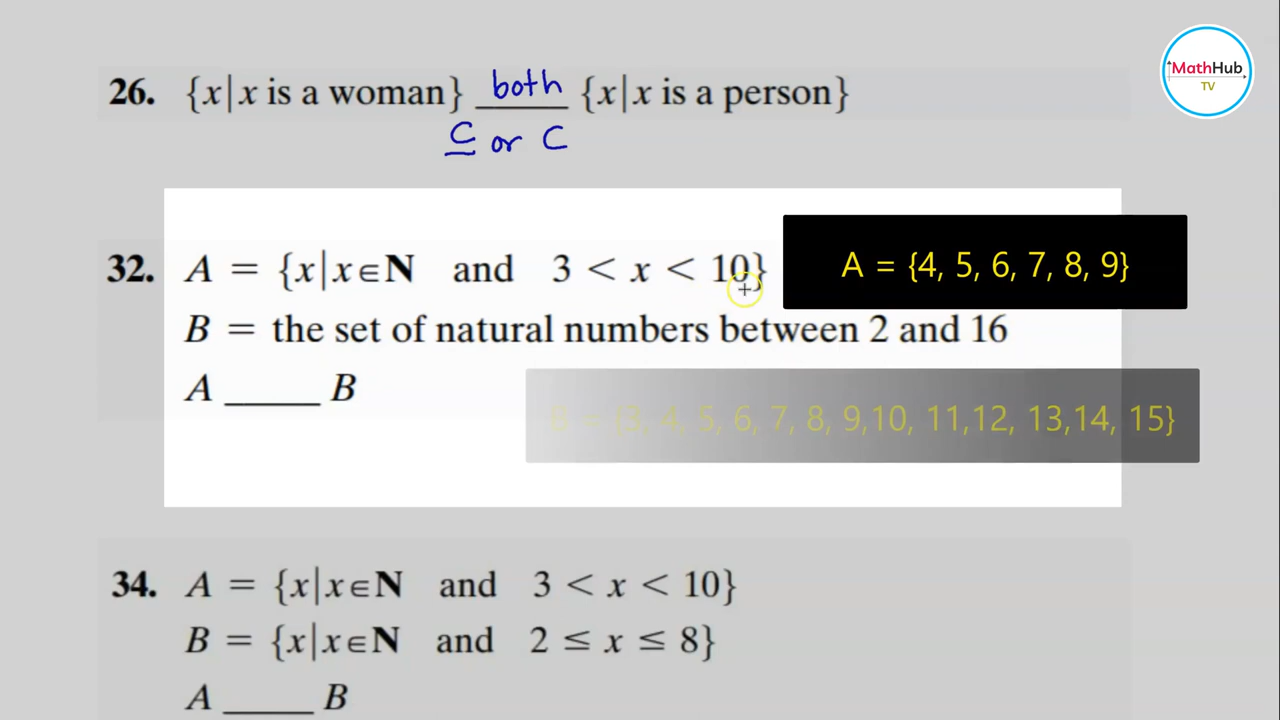 MathHub
TV
26. {x|x is a woman} both {x|x is a person}
⊆ or ⊂
32. A = {x|x∈N and 3 < x < 10}
A = {4, 5, 6, 7, 8, 9}
B = the set of natural numbers between 2 and 16
A _____ B
B = {3, 4, 5, 6, 7, 8, 9,10, 11,12, 13,14, 15}
34. A = {x|x∈N and 3 < x < 10}
B = {x|x∈N and 2 ≤ x ≤ 8}
A _____ B